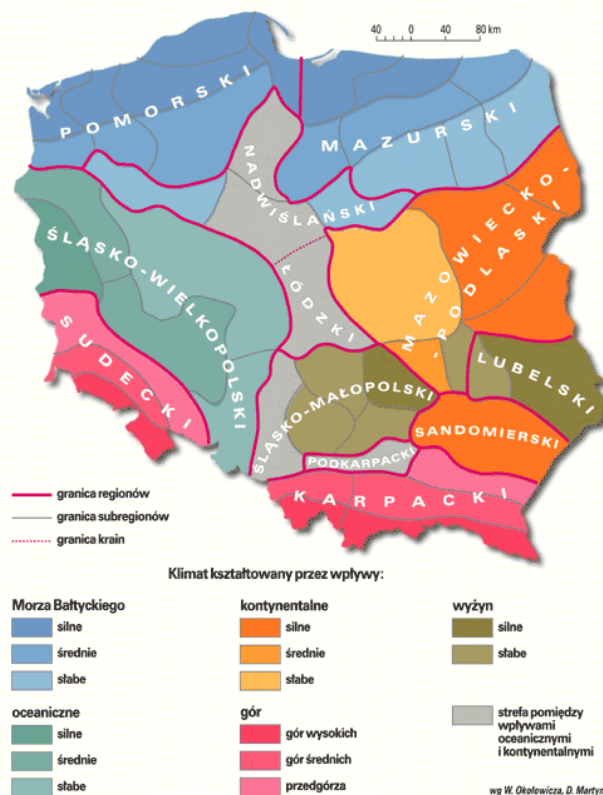 40 0 40 80 km
POMORSKI
MAZURSKI
NADWIŚLAŃSKI
MAZOWIECKO-
-PODLASKI
ŚLĄSKO-WIELKOPOLSKI
ŁÓDZKI
SUDECKI
LUBELSKI
ŚLĄSKO-MAŁOPOLSKI
SANDOMIERSKI
PODKARPACKI
KARPACKI
granica regionów
granica subregionów
granica krain
Klimat kształtowany przez wpływy:
Morza Bałtyckiego
silne
średnie
słabe
kontynentalne
silne
średnie
słabe
wyżyn
silne
słabe
oceaniczne
silne
średnie
słabe
gór
gór wysokich
gór średnich
przedgórza
strefa pomiędzy
wpływami
oceanicznymi
i kontynentalnymi
wg W. Okołowicza, D. Martyn